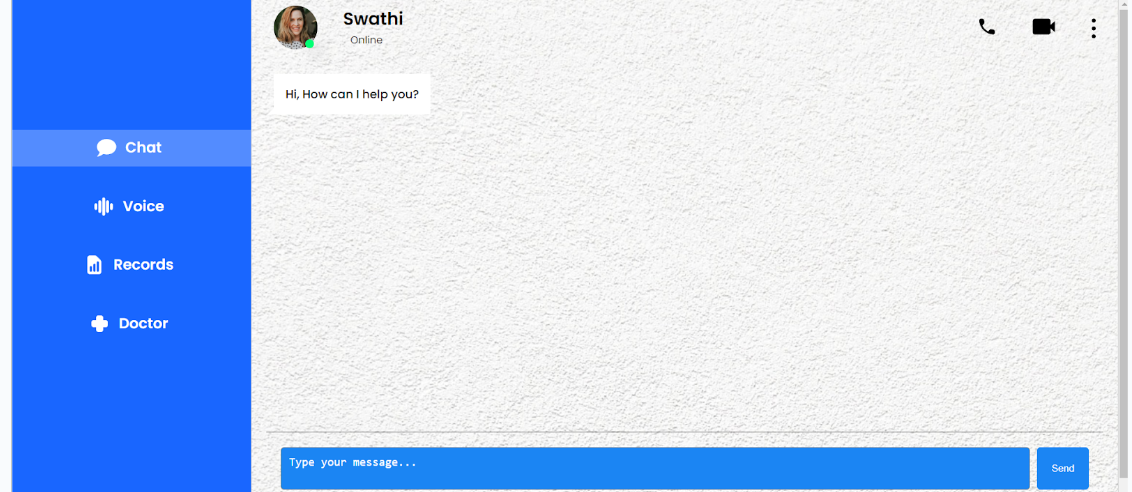 Swathi
Online
Hi, How can I help you?
Chat
Voice
Records
Doctor
Type your message...
Send